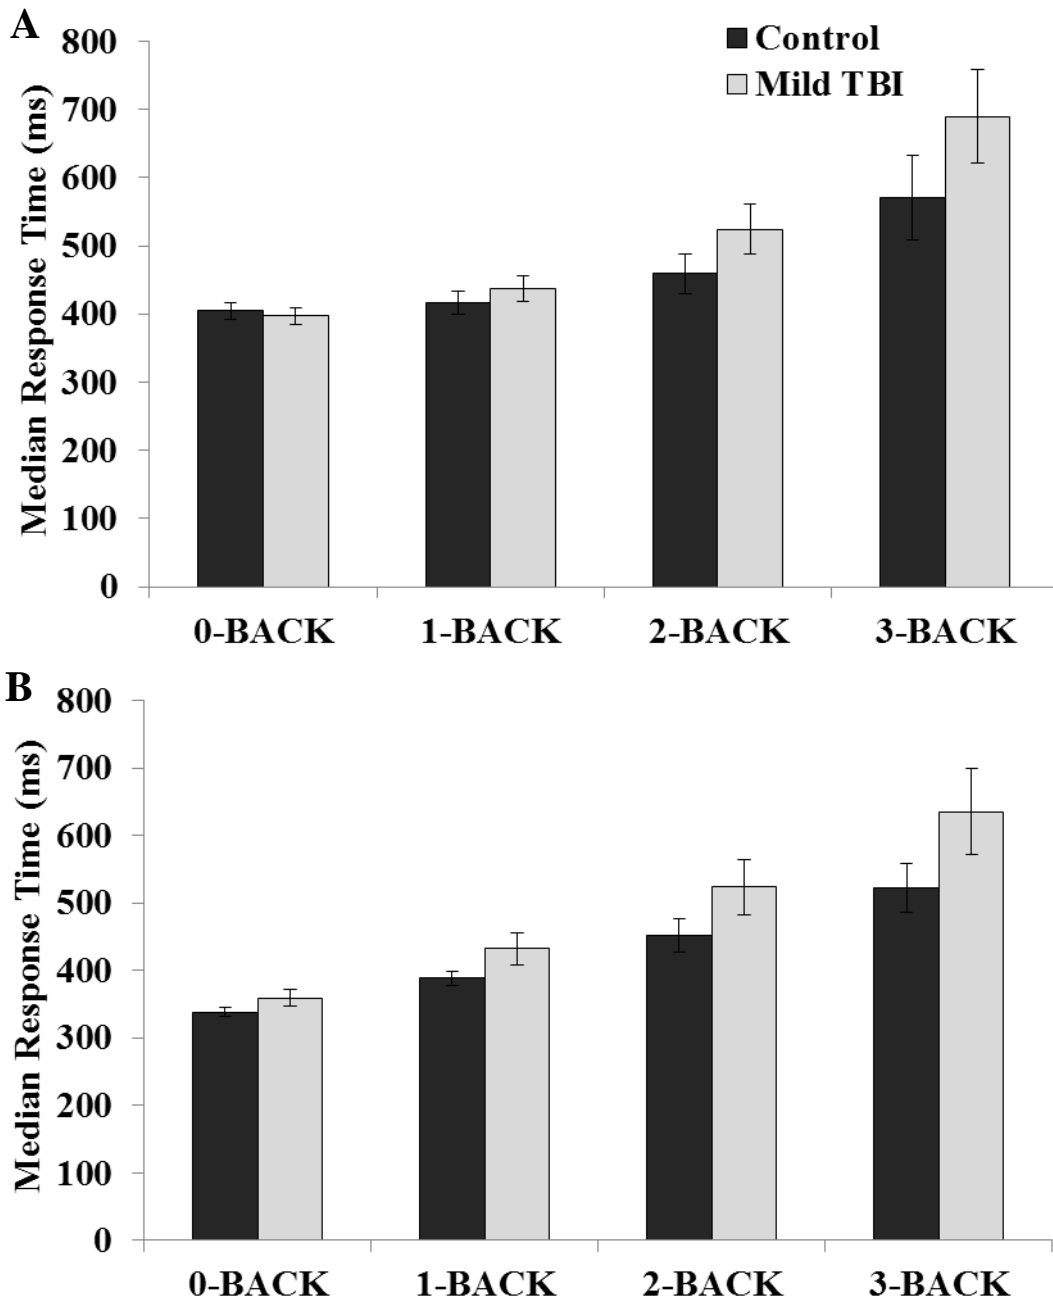 A
Control
Mild TBI
Median Response Time (ms)
800
700
600
500
400
300
200
100
0
0-BACK 1-BACK 2-BACK 3-BACK
B
Median Response Time (ms)
800
700
600
500
400
300
200
100
0
0-BACK 1-BACK 2-BACK 3-BACK